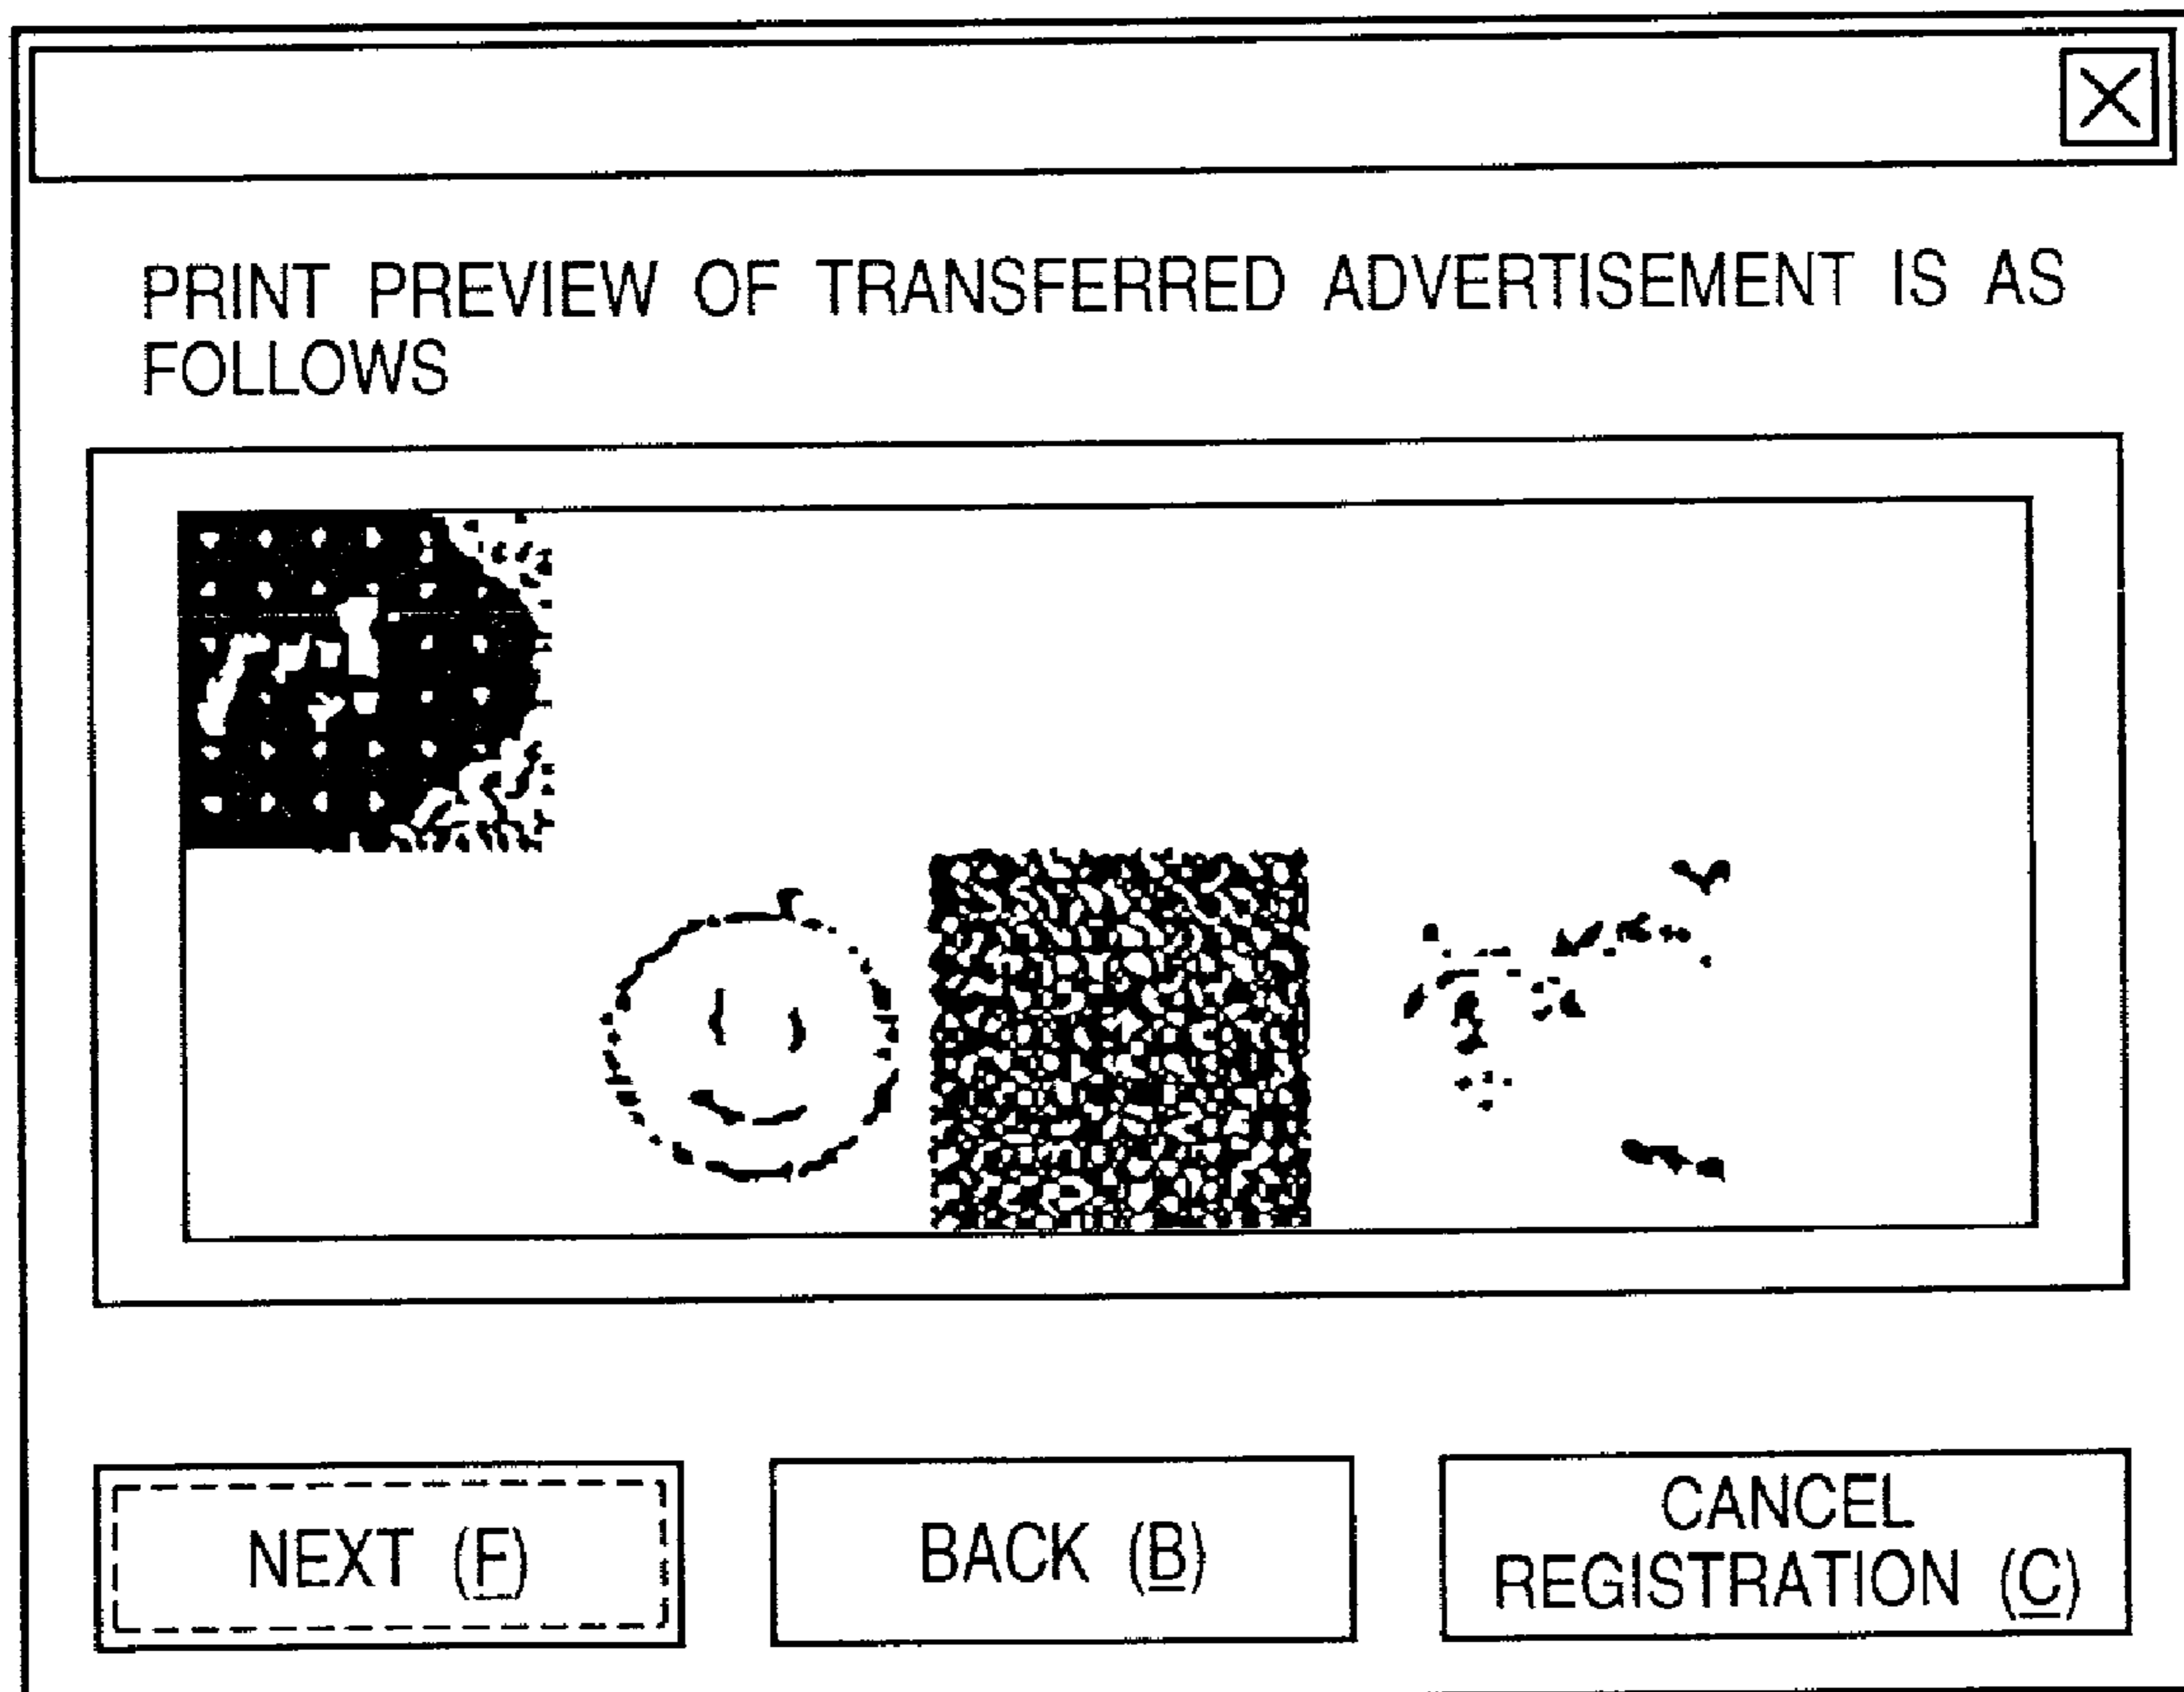 PRINT PREVIEW OF TRANSFERRED ADVERTISEMENT IS AS
FOLLOWS
NEXT (F)
BACK (B)
CANCEL
REGISTRATION (C)